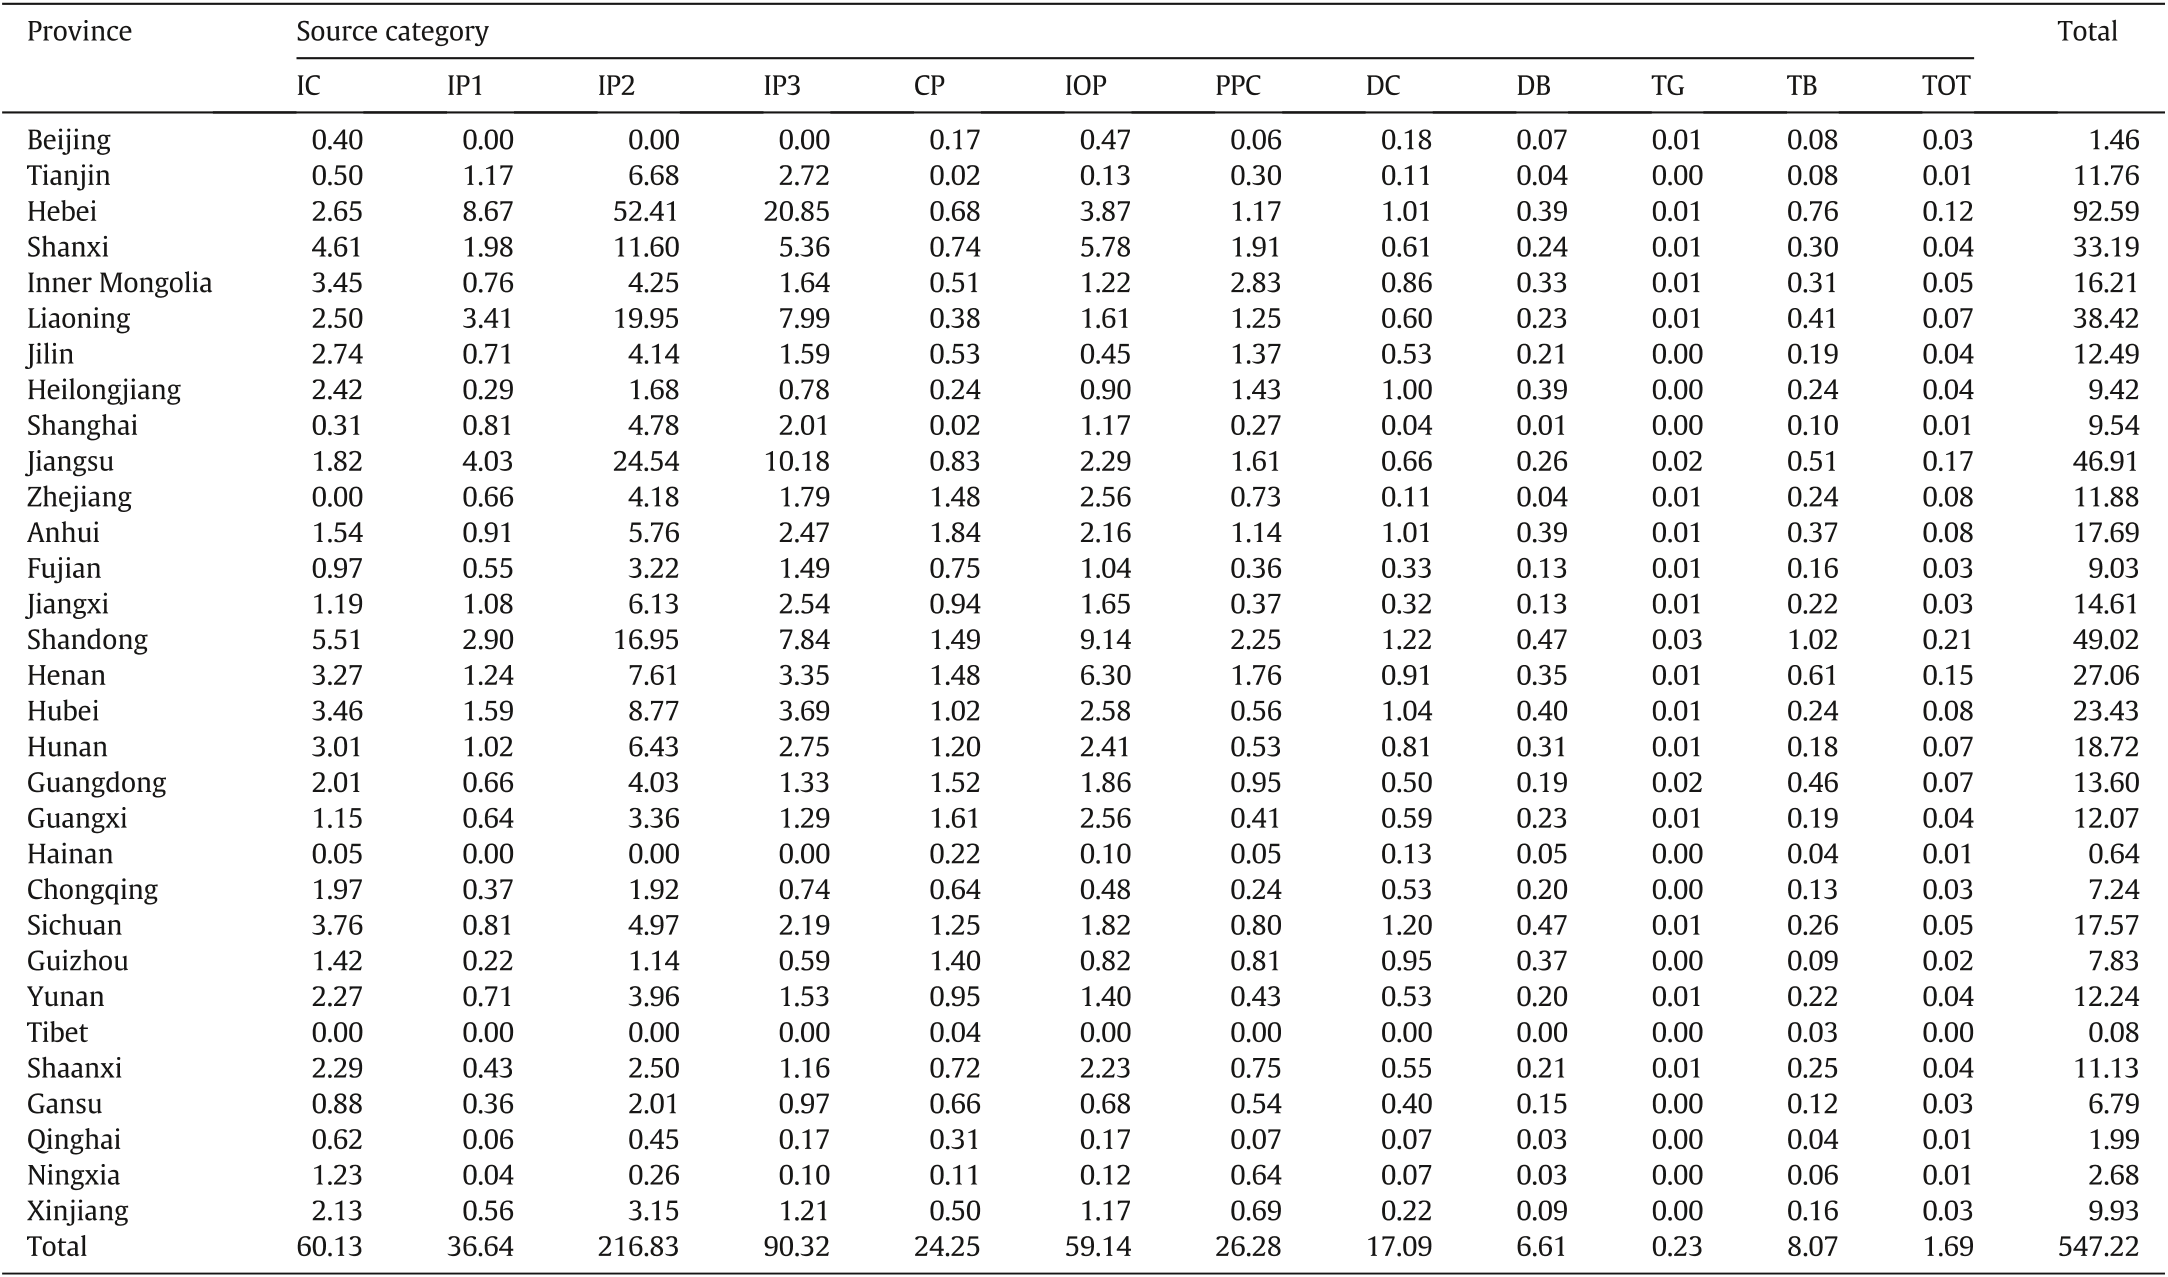 Province Source category Total
IC IP1 IP2 IP3 CP IOP PPC DC DB TG TB TOT
Beijing 0.40 0.00 0.00 0.00 0.17 0.47 0.06 0.18 0.07 0.01 0.08 0.03 1.46
Tianjin 0.50 1.17 6.68 2.72 0.02 0.13 0.30 0.11 0.04 0.00 0.08 0.01 11.76
Hebei 2.65 8.67 52.41 20.85 0.68 3.87 1.17 1.01 0.39 0.01 0.76 0.12 92.59
Shanxi 4.61 1.98 11.60 5.36 0.74 5.78 1.91 0.61 0.24 0.01 0.30 0.04 33.19
Inner Mongolia 3.45 0.76 4.25 1.64 0.51 1.22 2.83 0.86 0.33 0.01 0.31 0.05 16.21
Liaoning 2.50 3.41 19.95 7.99 0.38 1.61 1.25 0.60 0.23 0.01 0.41 0.07 38.42
Jilin 2.74 0.71 4.14 1.59 0.53 0.45 1.37 0.53 0.21 0.00 0.19 0.04 12.49
Heilongjiang 2.42 0.29 1.68 0.78 0.24 0.90 1.43 1.00 0.39 0.00 0.24 0.04 9.42
Shanghai 0.31 0.81 4.78 2.01 0.02 1.17 0.27 0.04 0.01 0.00 0.10 0.01 9.54
Jiangsu 1.82 4.03 24.54 10.18 0.83 2.29 1.61 0.66 0.26 0.02 0.51 0.17 46.91
Zhejiang 0.00 0.66 4.18 1.79 1.48 2.56 0.73 0.11 0.04 0.01 0.24 0.08 11.88
Anhui 1.54 0.91 5.76 2.47 1.84 2.16 1.14 1.01 0.39 0.01 0.37 0.08 17.69
Fujian 0.97 0.55 3.22 1.49 0.75 1.04 0.36 0.33 0.13 0.01 0.16 0.03 9.03
Jiangxi 1.19 1.08 6.13 2.54 0.94 1.65 0.37 0.32 0.13 0.01 0.22 0.03 14.61
Shandong 5.51 2.90 16.95 7.84 1.49 9.14 2.25 1.22 0.47 0.03 1.02 0.21 49.02
Henan 3.27 1.24 7.61 3.35 1.48 6.30 1.76 0.91 0.35 0.01 0.61 0.15 27.06
Hubei 3.46 1.59 8.77 3.69 1.02 2.58 0.56 1.04 0.40 0.01 0.24 0.08 23.43
Hunan 3.01 1.02 6.43 2.75 1.20 2.41 0.53 0.81 0.31 0.01 0.18 0.07 18.72
Guangdong 2.01 0.66 4.03 1.33 1.52 1.86 0.95 0.50 0.19 0.02 0.46 0.07 13.60
Guangxi 1.15 0.64 3.36 1.29 1.61 2.56 0.41 0.59 0.23 0.01 0.19 0.04 12.07
Hainan 0.05 0.00 0.00 0.00 0.22 0.10 0.05 0.13 0.05 0.00 0.04 0.01 0.64
Chongqing 1.97 0.37 1.92 0.74 0.64 0.48 0.24 0.53 0.20 0.00 0.13 0.03 7.24
Sichuan 3.76 0.81 4.97 2.19 1.25 1.82 0.80 1.20 0.47 0.01 0.26 0.05 17.57
Guizhou 1.42 0.22 1.14 0.59 1.40 0.82 0.81 0.95 0.37 0.00 0.09 0.02 7.83
Yunan 2.27 0.71 3.96 1.53 0.95 1.40 0.43 0.53 0.20 0.01 0.22 0.04 12.24
Tibet 0.00 0.00 0.00 0.00 0.04 0.00 0.00 0.00 0.00 0.00 0.03 0.00 0.08
Shaanxi 2.29 0.43 2.50 1.16 0.72 2.23 0.75 0.55 0.21 0.01 0.25 0.04 11.13
Gansu 0.88 0.36 2.01 0.97 0.66 0.68 0.54 0.40 0.15 0.00 0.12 0.03 6.79
Qinghai 0.62 0.06 0.45 0.17 0.31 0.17 0.07 0.07 0.03 0.00 0.04 0.01 1.99
Ningxia 1.23 0.04 0.26 0.10 0.11 0.12 0.64 0.07 0.03 0.00 0.06 0.01 2.68
Xinjiang 2.13 0.56 3.15 1.21 0.50 1.17 0.69 0.22 0.09 0.00 0.16 0.03 9.93
Total 60.13 36.64 216.83 90.32 24.25 59.14 26.28 17.09 6.61 0.23 8.07 1.69 547.22